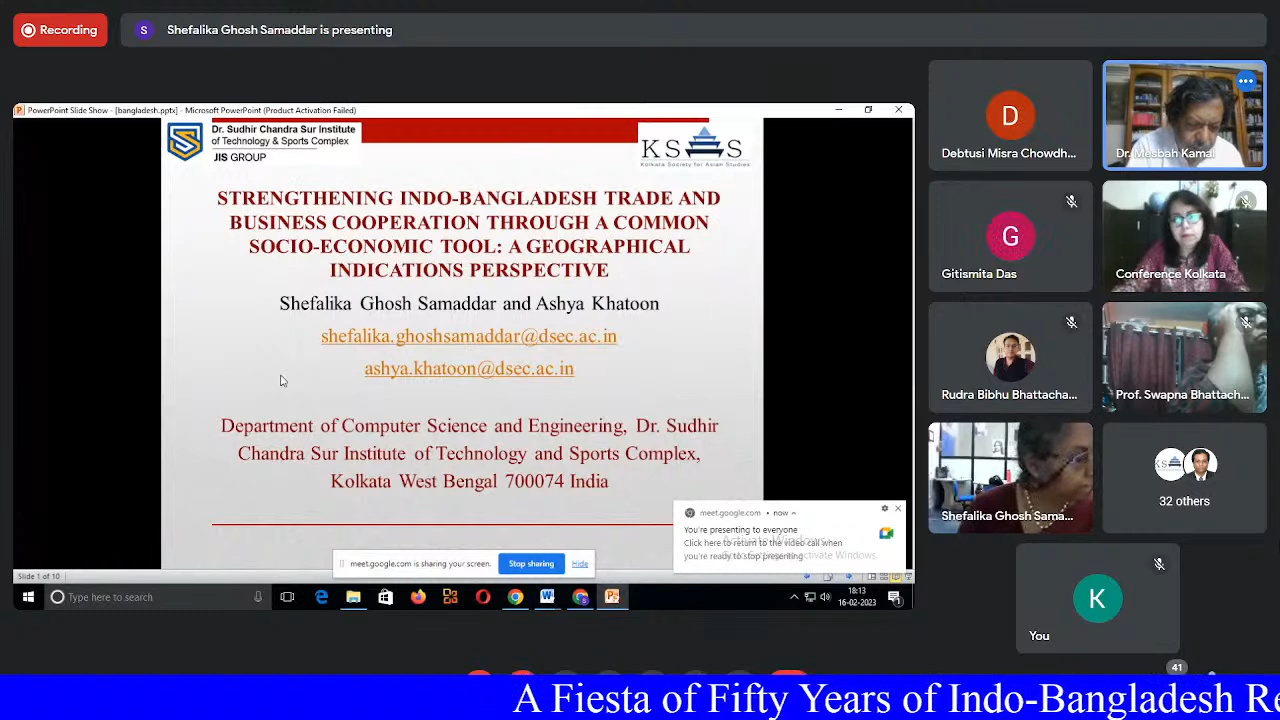 Recording
S
Shefalika Ghosh Samaddar is presenting
PowerPoint Slide Show - [bangladesh.pptx] - Microsoft PowerPoint (Product Activation Failed)
Dr. Sudhir Chandra Sur Institute
of Technology & Sports Complex
JIS GROUP
KSAS
Kolkata Society for Asian Studies
STRENGTHENING INDO-BANGLADESH TRADE AND
BUSINESS COOPERATION THROUGH A COMMON
SOCIO-ECONOMIC TOOL: A GEOGRAPHICAL
INDICATIONS PERSPECTIVE
Shefalika Ghosh Samaddar and Ashya Khatoon
shefalika.ghoshsamaddar@dsec.ac.in
ashya.khatoon@dsec.ac.in
Department of Computer Science and Engineering, Dr. Sudhir
Chandra Sur Institute of Technology and Sports Complex,
Kolkata West Bengal 700074 India
meet.google.com • now
You're presenting to everyone
Click here to return to the video call when
you're ready to stop presenting
Activate Windows
meet.google.com is sharing your screen.
Stop sharing
Hide
Slide 1 of 10
Type here to search
18:13
16-02-2023
D
Debtusi Misra Chowdh...
Dr. Mesbah Kamal
G
Gitismita Das
Conference Kolkata
Rudra Bibhu Bhattacha...
Prof. Swapna Bhattach...
Shefalika Ghosh Sama...
32 others
K
You
41
A Fiesta of Fifty Years of Indo-Bangladesh Re